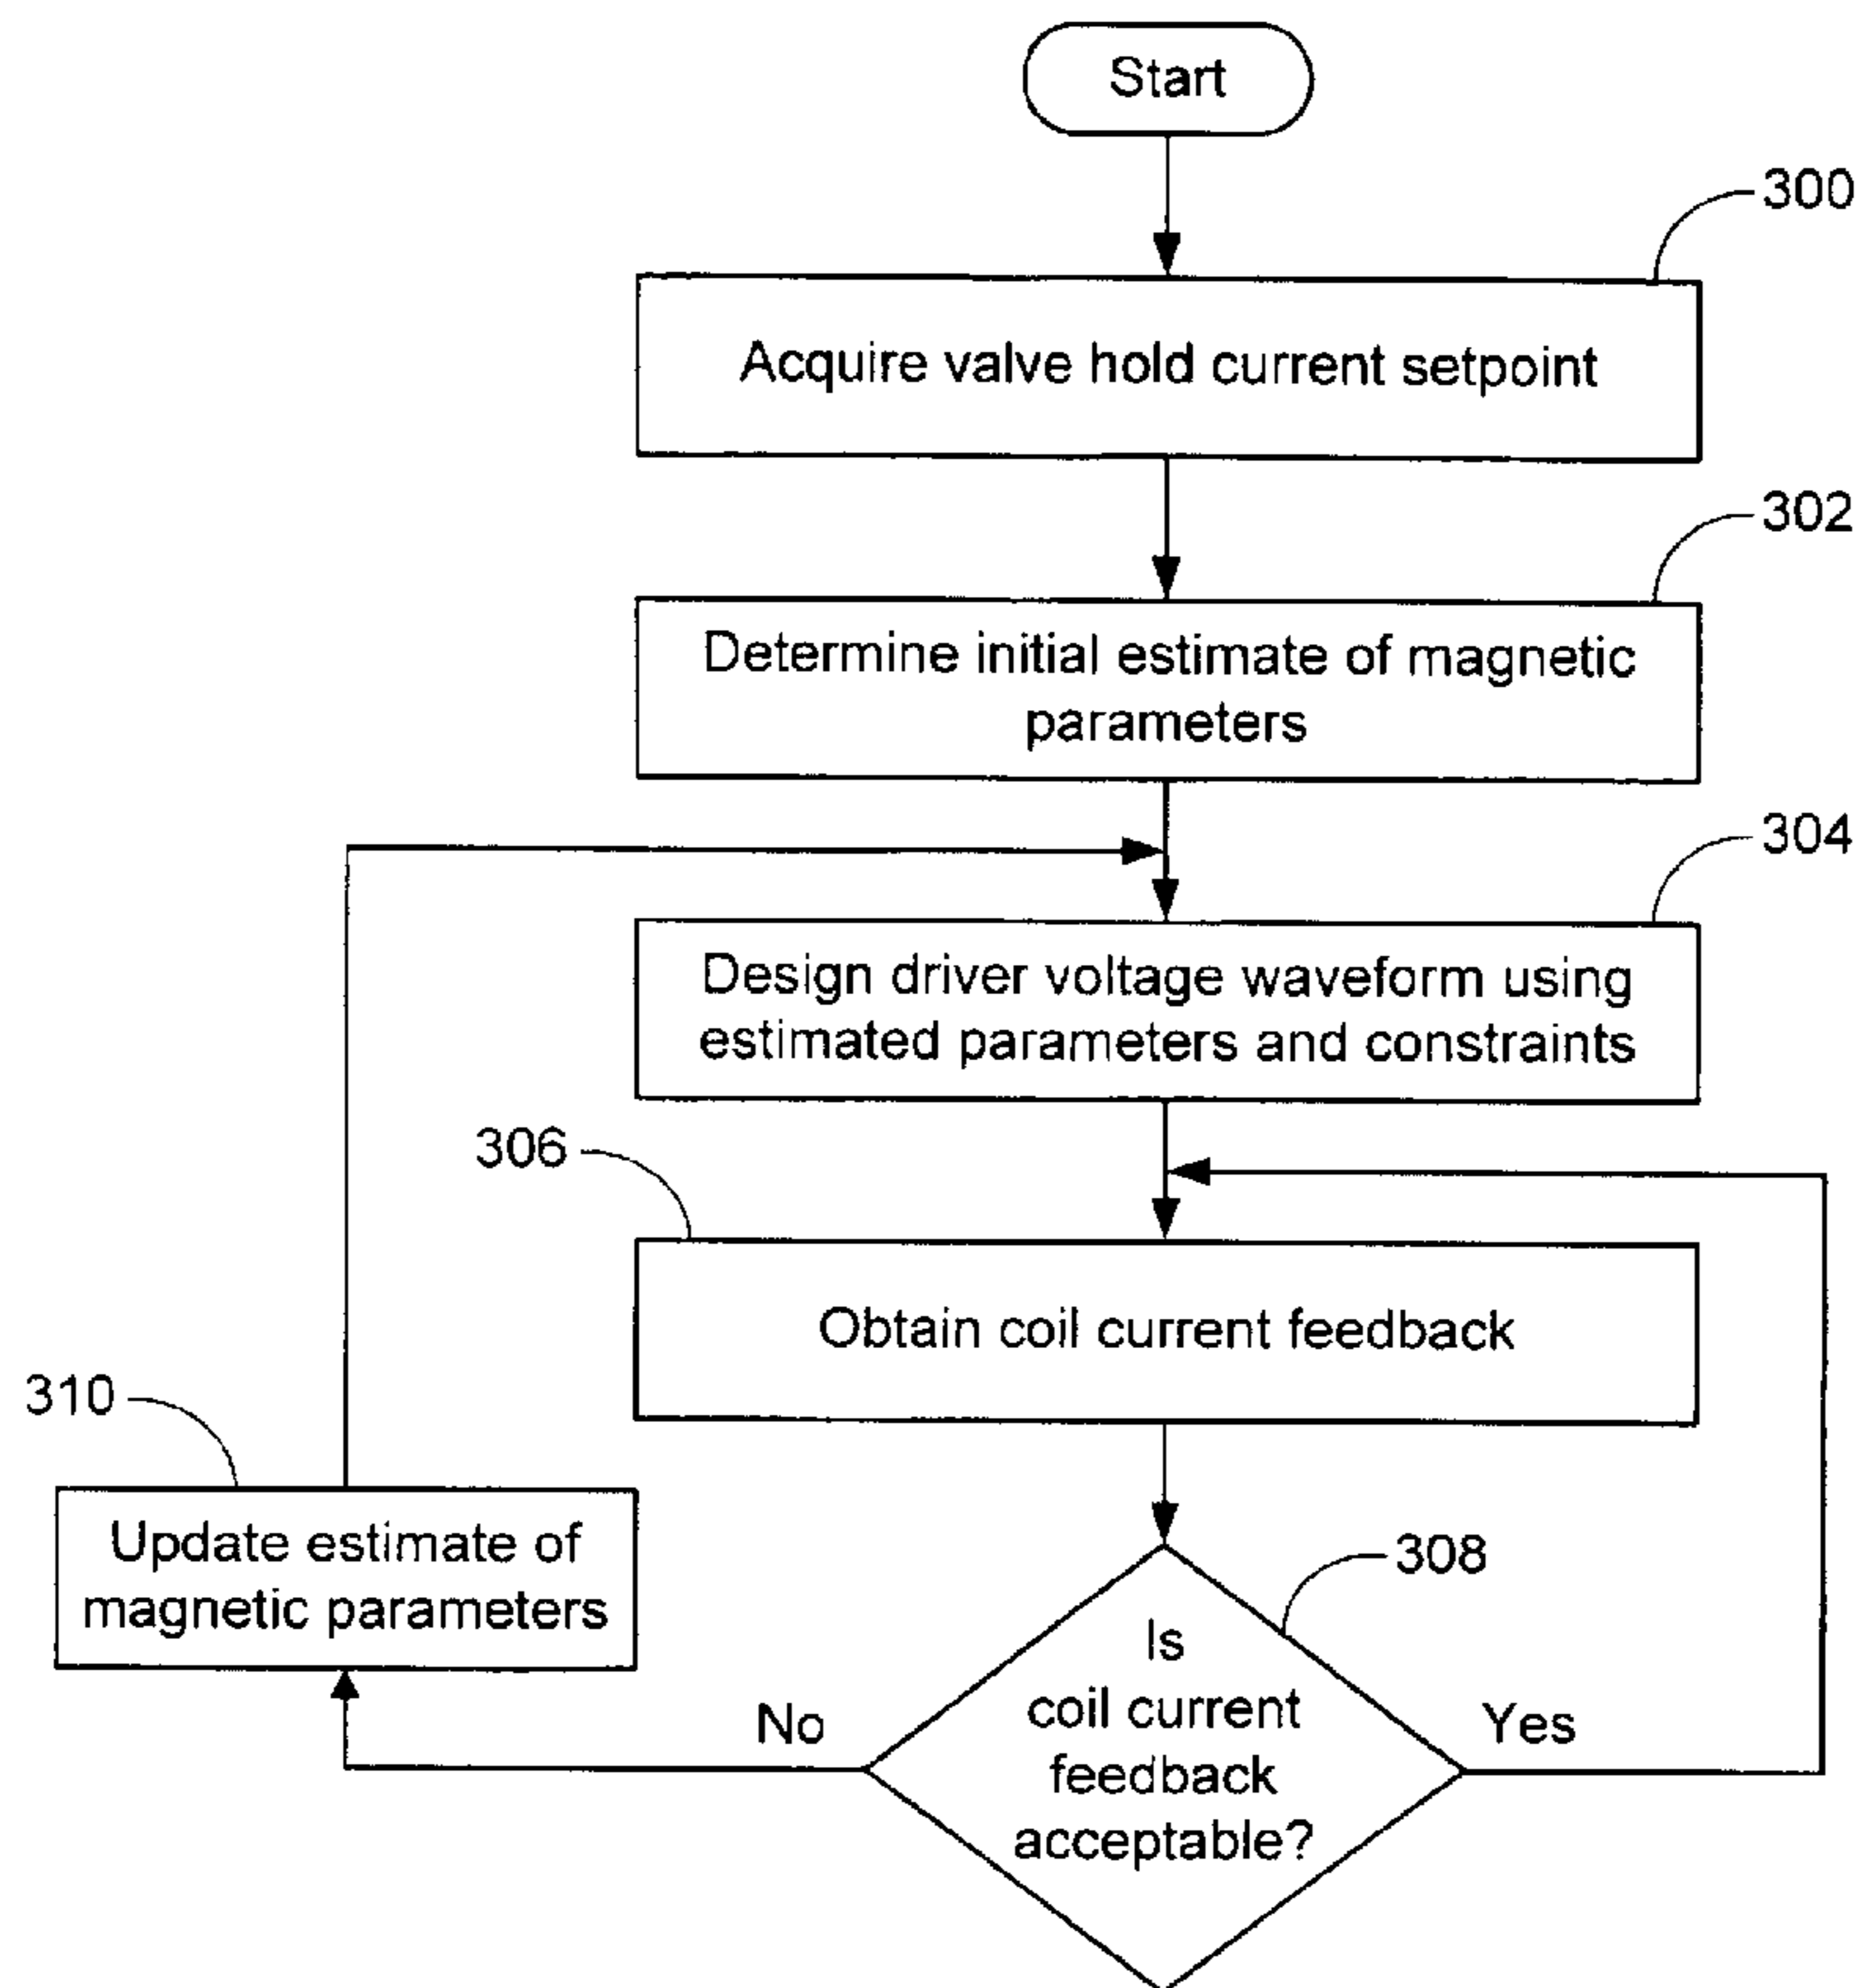 Start
300
Acquire valve hold current setpoint
302
Determine initial estimate of magnetic
parameters
304
Design driver voltage waveform using
estimated parameters and constraints
306
Obtain coil current feedback
310
Update estimate of
magnetic parameters
308
Is
coil current
feedback
acceptable?
No
Yes